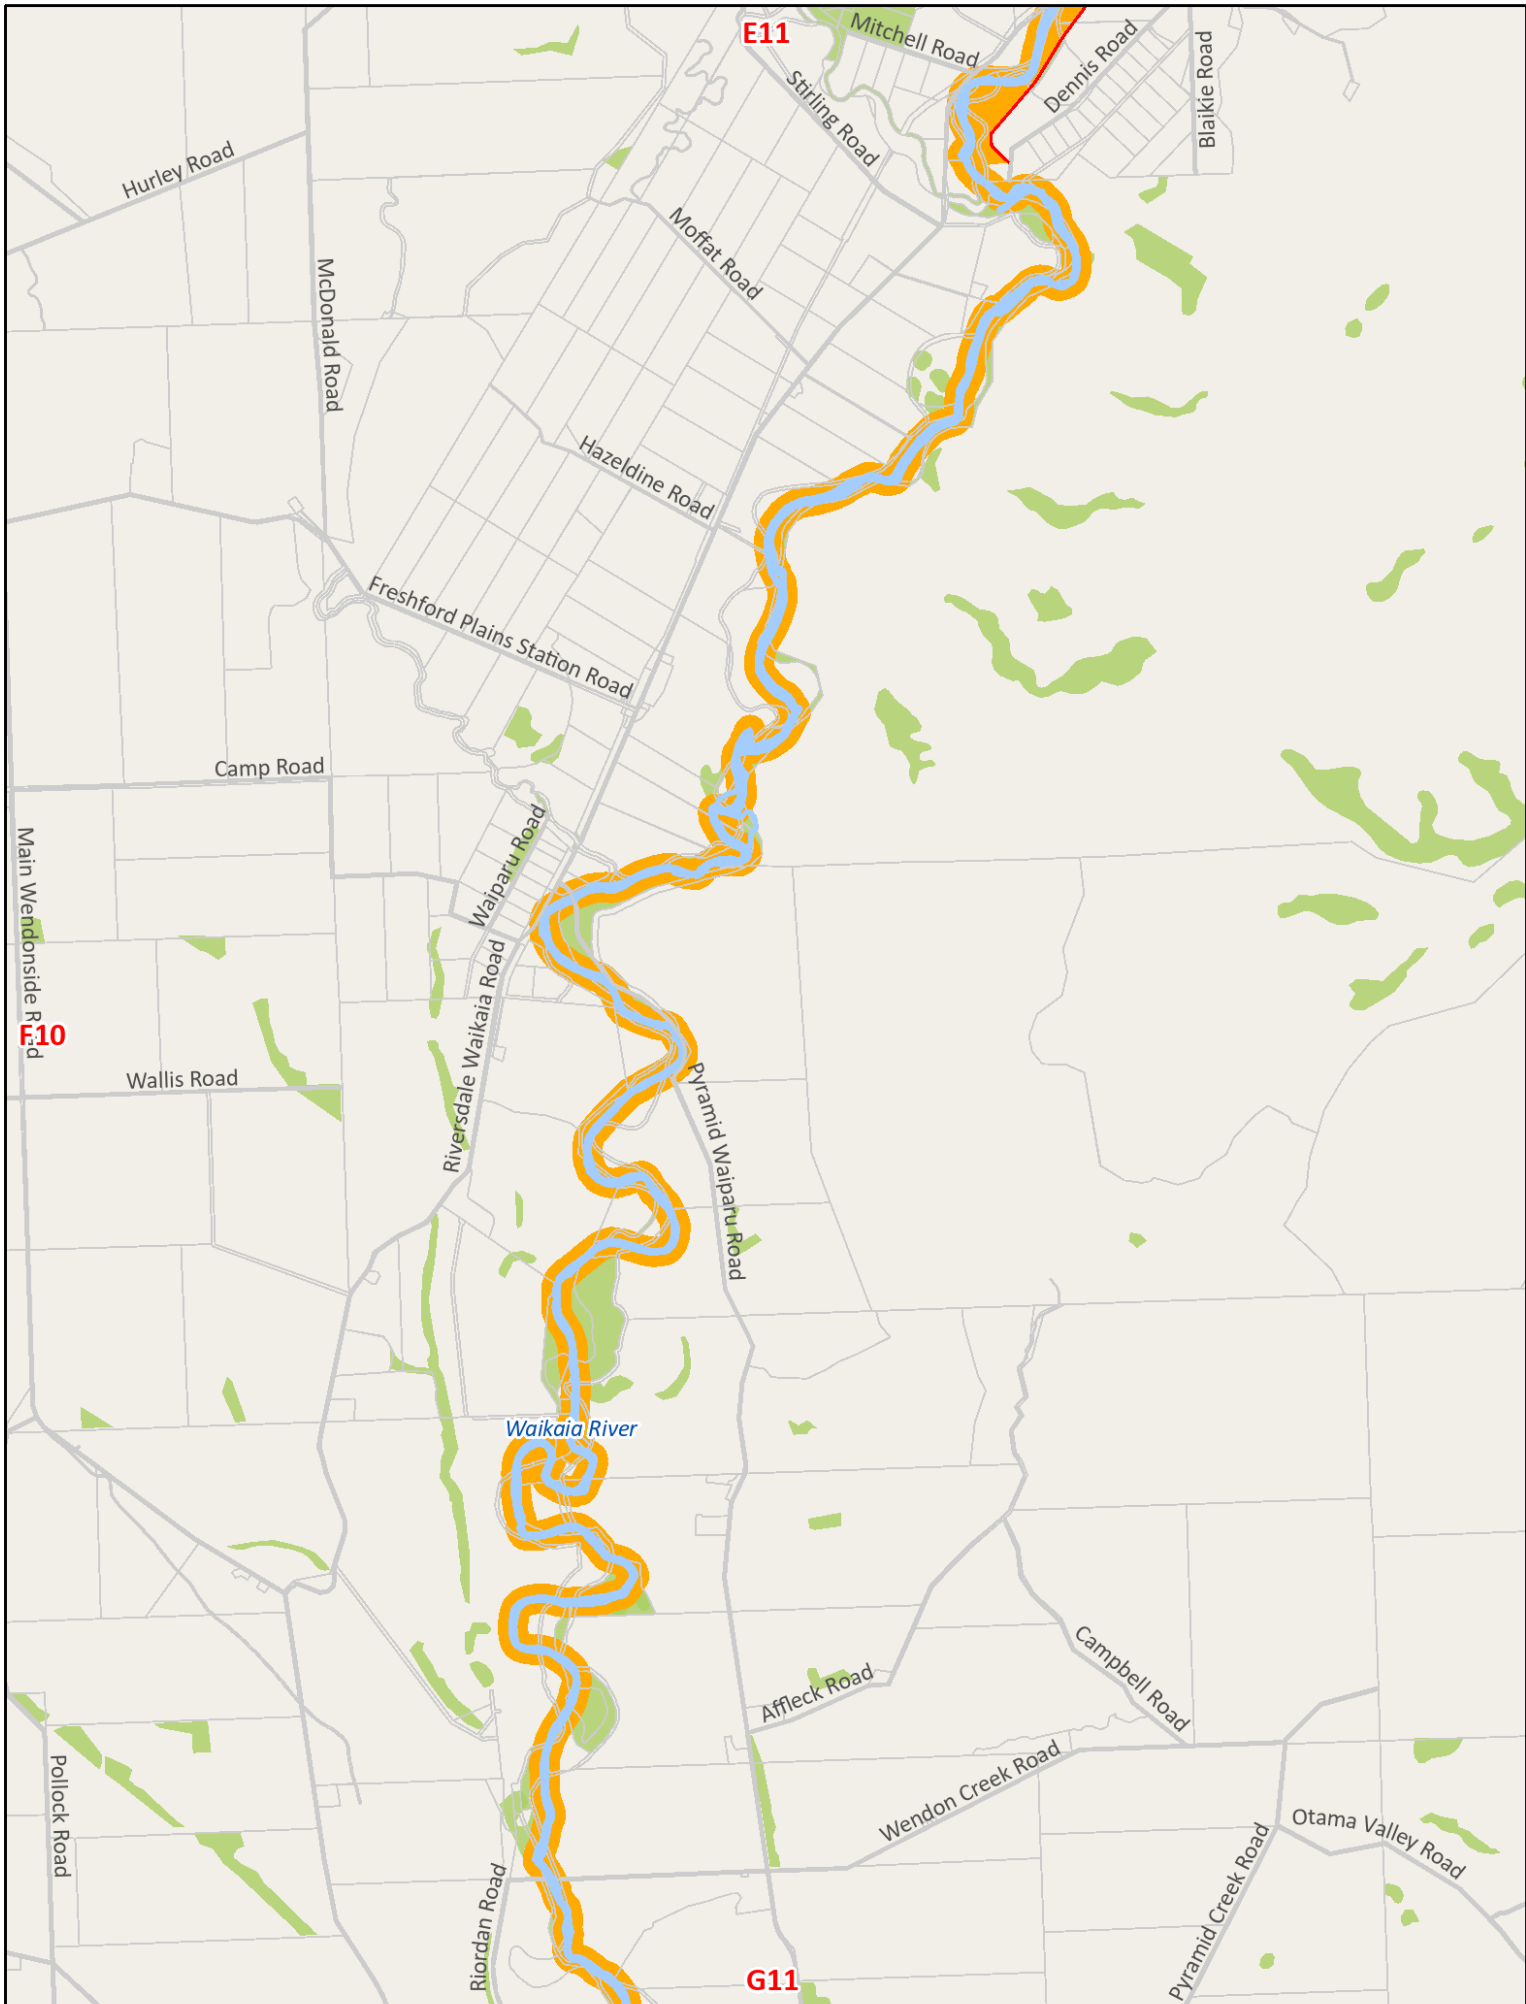 E11
Mitchell Road
Dennis Road
Blaikie Road
Stirling Road
Hurley Road
Moffat Road
McDonald Road
Hazeldine Road
Freshford Plains Station Road
Camp Road
Waiparu Road
Main Wendonside Road
Riversdale Waikaia Road
F10
Wallis Road
Pyramid Waiparu Road
Waikaia River
Campbell Road
Affleck Road
Wendon Creek Road
Pollock Road
Otama Valley Road
Pyramid Creek Road
Riordan Road
G11